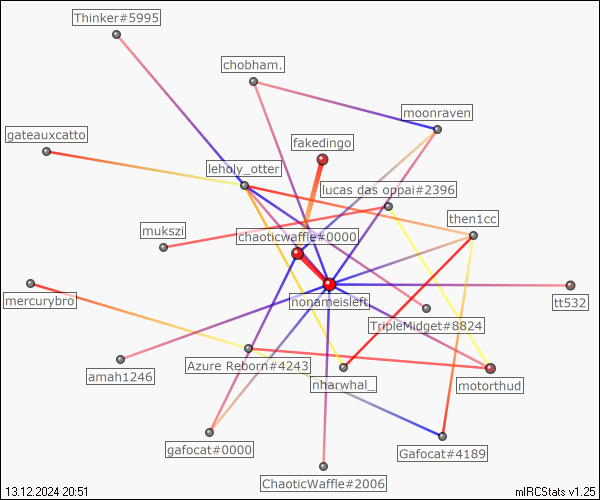 Thinker#5995
chobham.
moonraven
gateauxcatto
fakedingo
leholy_otter
lucas das oppai#2396
then1cc
mukszi
chaoticwaffle#0000
mercurybro
nonameisleft
tt532
TripleMidget#8824
amah1246
Azure Reborn#4243
nharwhal_
motorthud
gafocat#0000
Gafocat#4189
ChaoticWaffle#2006
13.12.2024 20:51
mIRCStats v1.25